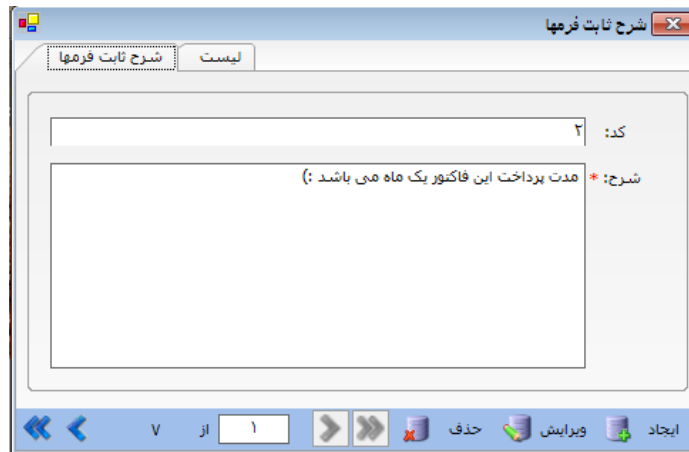 شرح ثابت فرمها
شرح ثابت فرمها لیست
کد: ۲
شرح: * مدت پرداخت این فاکتور یک ماه می باشد :)
ایجاد ویرایش حذف ۱ از ۷